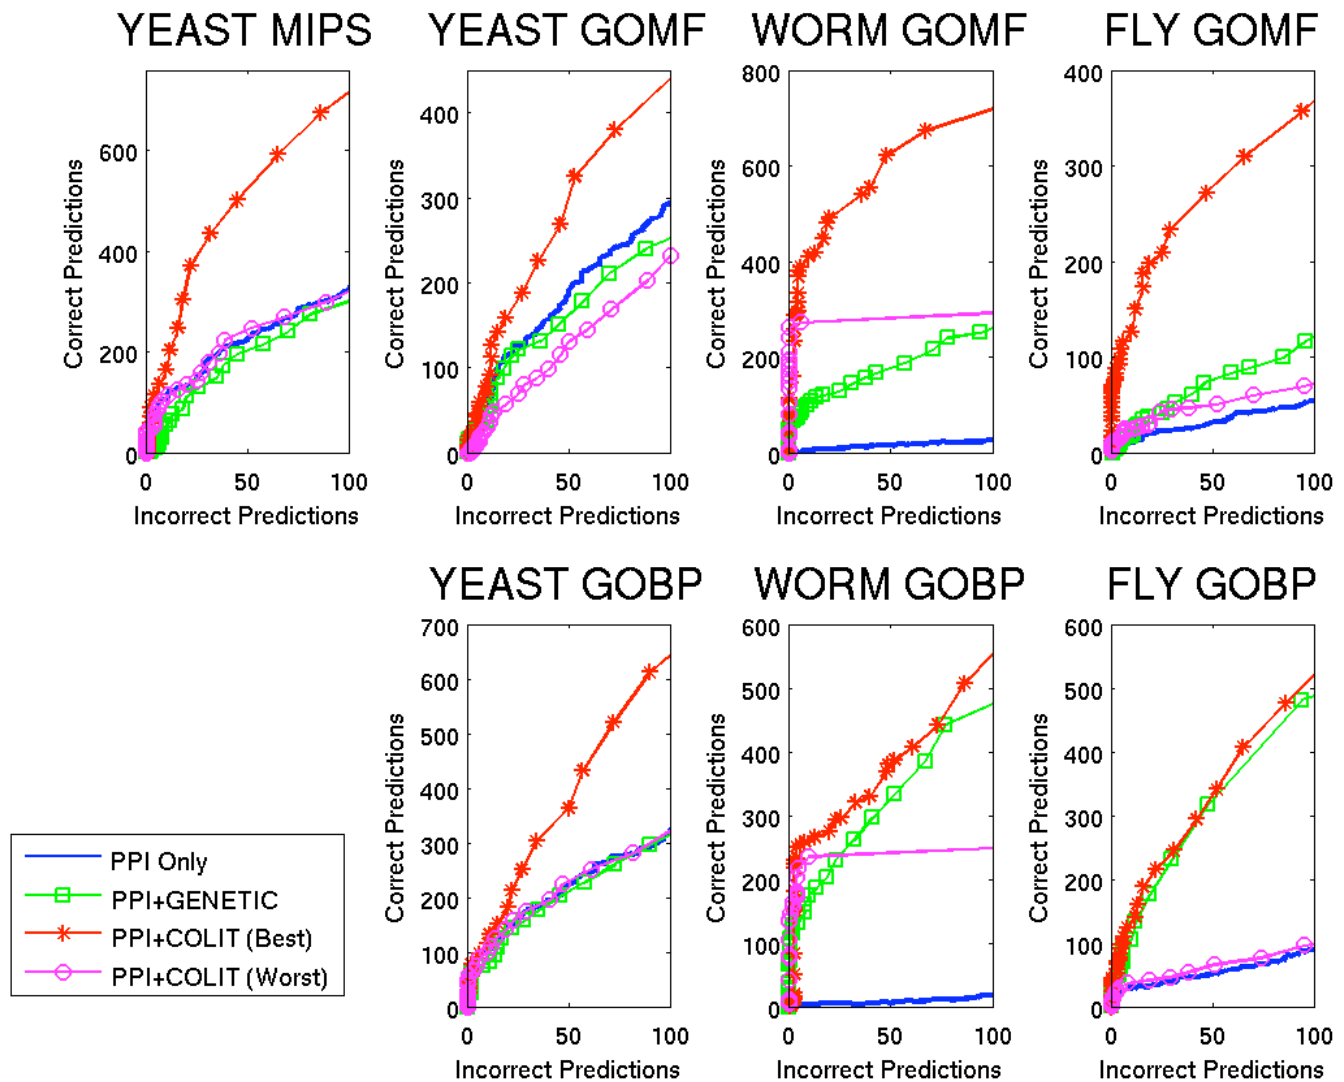 YEAST MIPS
YEAST GOMF
WORM GOMF
FLY GOMF
Correct Predictions
600
400
200
0
0 50 100
Incorrect Predictions
Correct Predictions
400
300
200
100
0
0 50 100
Incorrect Predictions
Correct Predictions
800
600
400
200
0
0 50 100
Incorrect Predictions
Correct Predictions
400
300
200
100
0
0 50 100
Incorrect Predictions
YEAST GOBP
WORM GOBP
FLY GOBP
Correct Predictions
700
600
500
400
300
200
100
0
0 50 100
Incorrect Predictions
Correct Predictions
600
500
400
300
200
100
0
0 50 100
Incorrect Predictions
Correct Predictions
600
500
400
300
200
100
0
0 50 100
Incorrect Predictions
PPI Only
PPI+GENETIC
PPI+COLIT (Best)
PPI+COLIT (Worst)